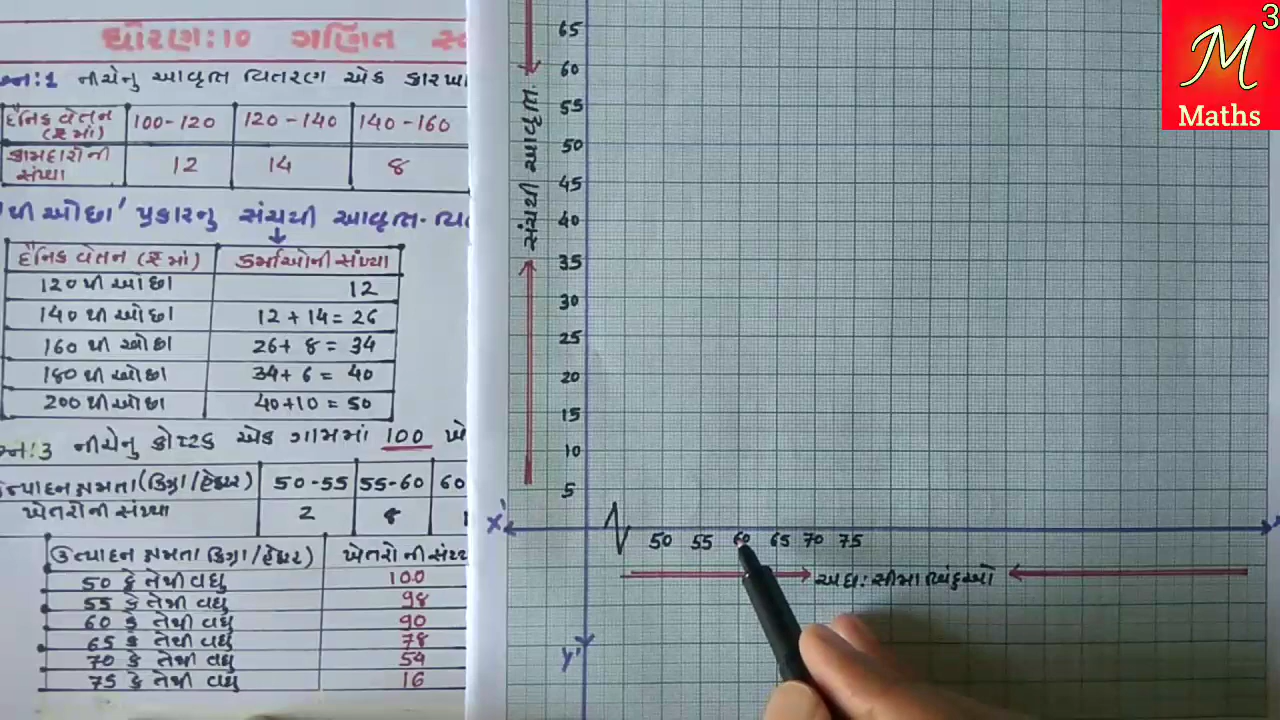 ધોરણ:10 ગણિત સ્વ
પ્રશ્ન:1 નીચેનુ આવૃત્ત વિતરણ એક કારખા
દૈનિક વેતન (₹માં) 100-120 120-140 140-160
કામદારોની સંખ્યા 12 14 8
'થી ઓછા' પ્રકારનુ સંચયી આવૃત્ત-વિત
દૈનિક વેતન (₹માં) કર્મીઓની સંખ્યા
120થી ઓછા 12
140 થી ઓછા 12+14=26
160 થી ઓછા 26+8=34
180 થી ઓછા 34+6=40
200થી ઓછા 40+10=50
પ્રશ્ન:3 નીચેનુ કોષ્ટક એક ગામમાં 100 ખે
ઉત્પાદન ક્ષમતા(કિગ્રા/હેક્ટર) 50-55 55-60 60
ખેતરોની સંખ્યા 2 8 1
ઉત્પાદન ક્ષમતા કિગ્રા/હેક્ટર) ખેતરોની સંખ્
50 કે તેથી વધુ 100
55 કે તેથી વધુ 98
60 કે તેથી વધુ 90
65 કે તેથી વધુ 78
70 કે તેથી વધુ 54
75 કે તેથી વધુ 16
65
60
55
50
45
40
35
30
25
20
15
10
5
સંચયી આવૃત્તિ
X'
50 55 60 65 70 75
અધ:સીમા બિંદુઓ
Y'
M³
Maths